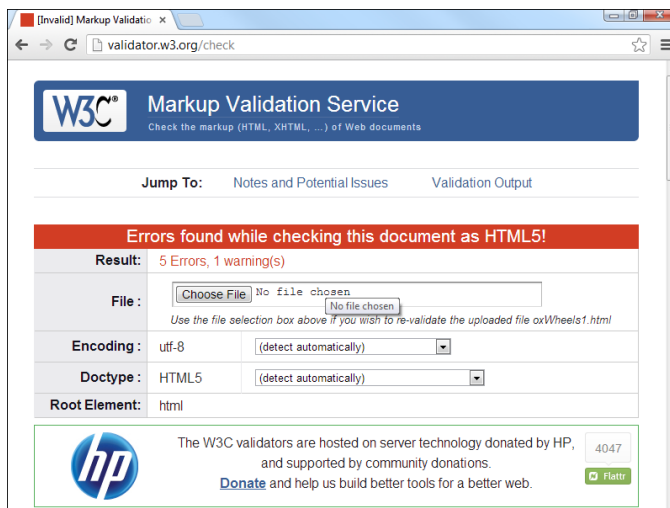 [Invalid] Markup Validatio
validator.w3.org/check
W3C®
Markup Validation Service
Check the markup (HTML, XHTML, ...) of Web documents
Jump To: Notes and Potential Issues Validation Output
Errors found while checking this document as HTML5!
Result: 5 Errors, 1 warning(s)
File : Choose File No file chosen
No file chosen
Use the file selection box above if you wish to re-validate the uploaded file oxWheels1.html
Encoding : utf-8 (detect automatically)
Doctype : HTML5 (detect automatically)
Root Element: html
hp
The W3C validators are hosted on server technology donated by HP,
and supported by community donations.
Donate and help us build better tools for a better web.
4047
Flattr